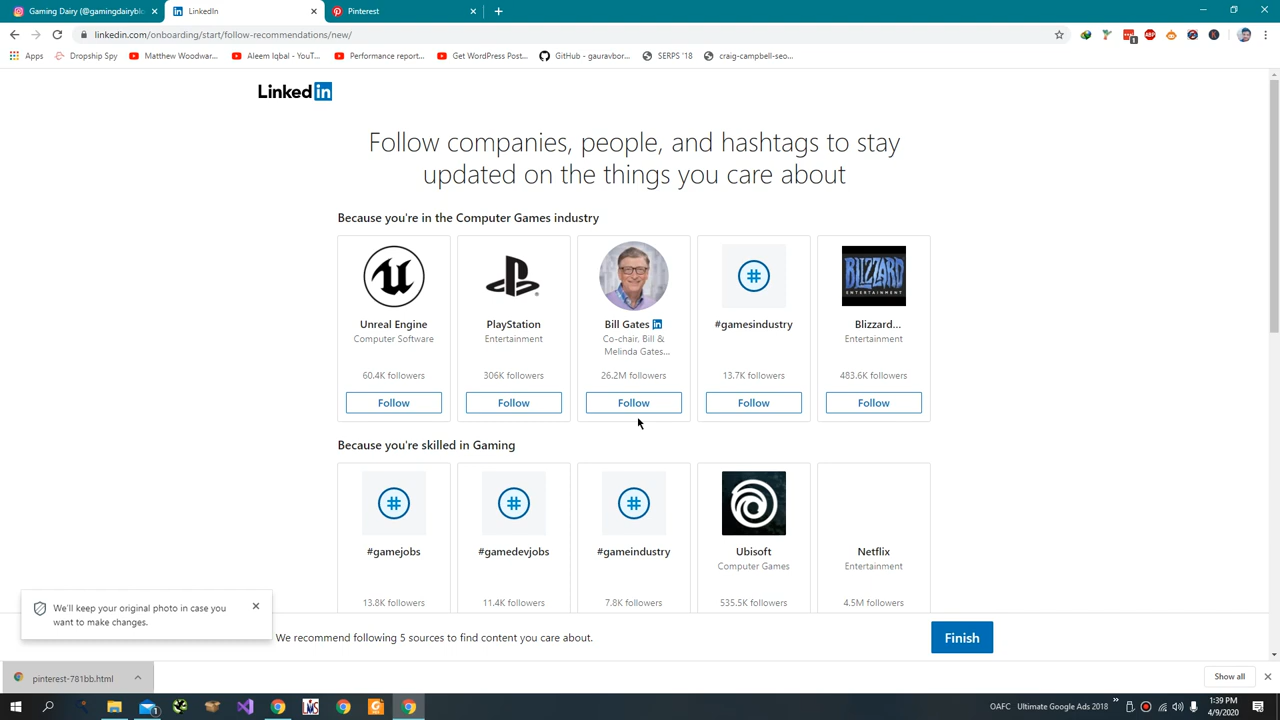 Gaming Dairy (@gamingdairyblo
LinkedIn
Pinterest
linkedin.com/onboarding/start/follow-recommendations/new/
Apps
Dropship Spy
Matthew Woodwar...
Aleem Iqbal - YouT...
Performance report...
Get WordPress Post...
GitHub - gauravbor...
SERPS '18
craig-campbell-seo...
Linked in
Follow companies, people, and hashtags to stay
updated on the things you care about
Because you're in the Computer Games industry
Unreal Engine
Computer Software
60.4K followers
Follow
PlayStation
Entertainment
306K followers
Follow
Bill Gates in
Co-chair, Bill &
Melinda Gates...
26.2M followers
Follow
#
#gamesindustry
13.7K followers
Follow
BLIZZARD
ENTERTAINMENT
Blizzard...
Entertainment
483.6K followers
Follow
Because you're skilled in Gaming
#
#gamejobs
13.8K followers
#
#gamedevjobs
11.4K followers
#
#gameindustry
7.8K followers
Ubisoft
Computer Games
535.5K followers
Netflix
Entertainment
4.5M followers
We'll keep your original photo in case you
want to make changes.
We recommend following 5 sources to find content you care about.
Finish
pinterest-781bb.html
Show all
OAFC
Ultimate Google Ads 2018
1:39 PM
4/9/2020